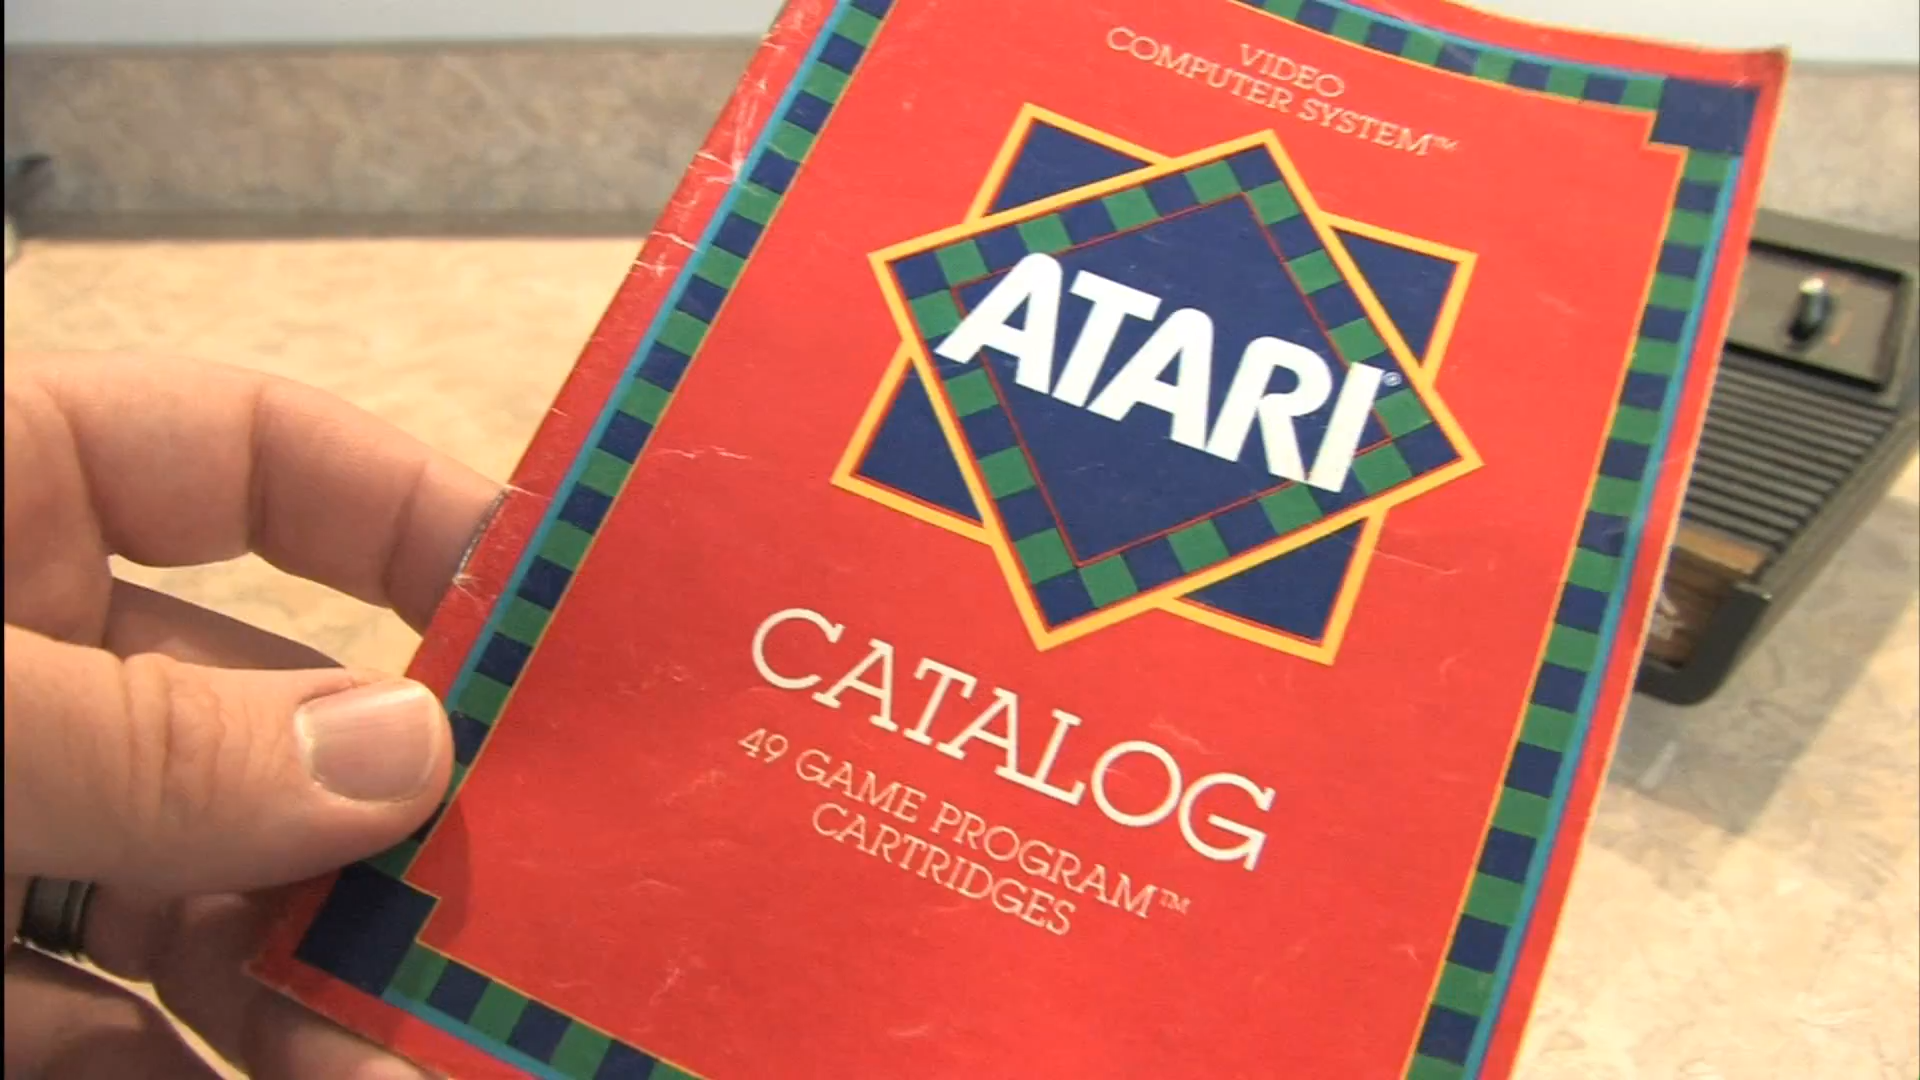 VIDEO
COMPUTER SYSTEM™
ATARI®
CATALOG
49 GAME PROGRAM™
CARTRIDGES